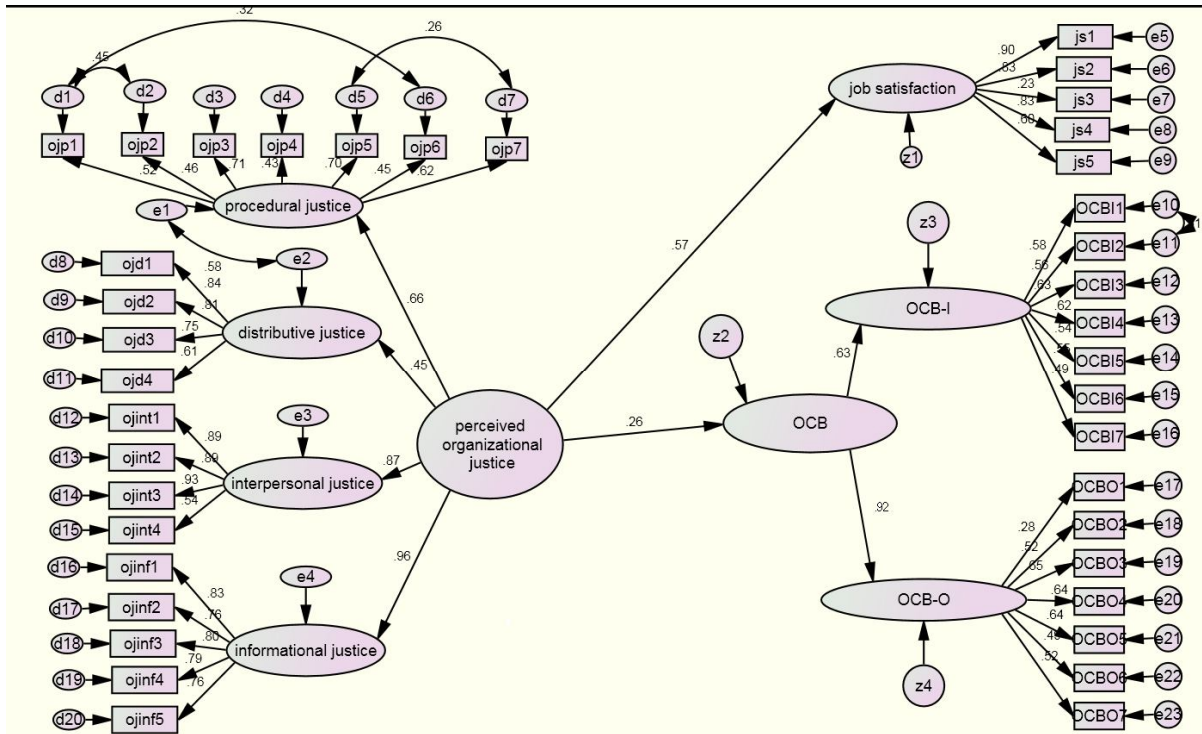 .32
.26
.45
d1
d2
d3
d4
d5
d6
d7
ojp1
ojp2
ojp3
ojp4
ojp5
ojp6
ojp7
.52
.46
.71
.43
.70
.45
.62
procedural justice
e1
e2
d8
d9
d10
d11
ojd1
ojd2
ojd3
ojd4
.58
.84
.81
.75
.61
distributive justice
.66
.45
d12
d13
d14
d15
ojint1
ojint2
ojint3
ojint4
.89
.89
.93
.54
e3
interpersonal justice
.87
perceived
organizational
justice
.96
d16
d17
d18
d19
d20
ojinf1
ojinf2
ojinf3
ojinf4
ojinf5
.83
.76
.80
.79
.76
e4
informational justice
.57
.26
job satisfaction
z1
.90
.83
.23
.83
.60
js1
js2
js3
js4
js5
e5
e6
e7
e8
e9
z3
OCB-I
.58
.56
.63
.62
.54
.49
OCBI1
OCBI2
OCBI3
OCBI4
OCBI5
OCBI6
OCBI7
e10
e11
e12
e13
e14
e15
e16
z2
OCB
.63
.92
OCB-O
z4
.28
.52
.65
.64
.64
.52
OCBO1
OCBO2
OCBO3
OCBO4
OCBO5
OCBO6
OCBO7
e17
e18
e19
e20
e21
e22
e23